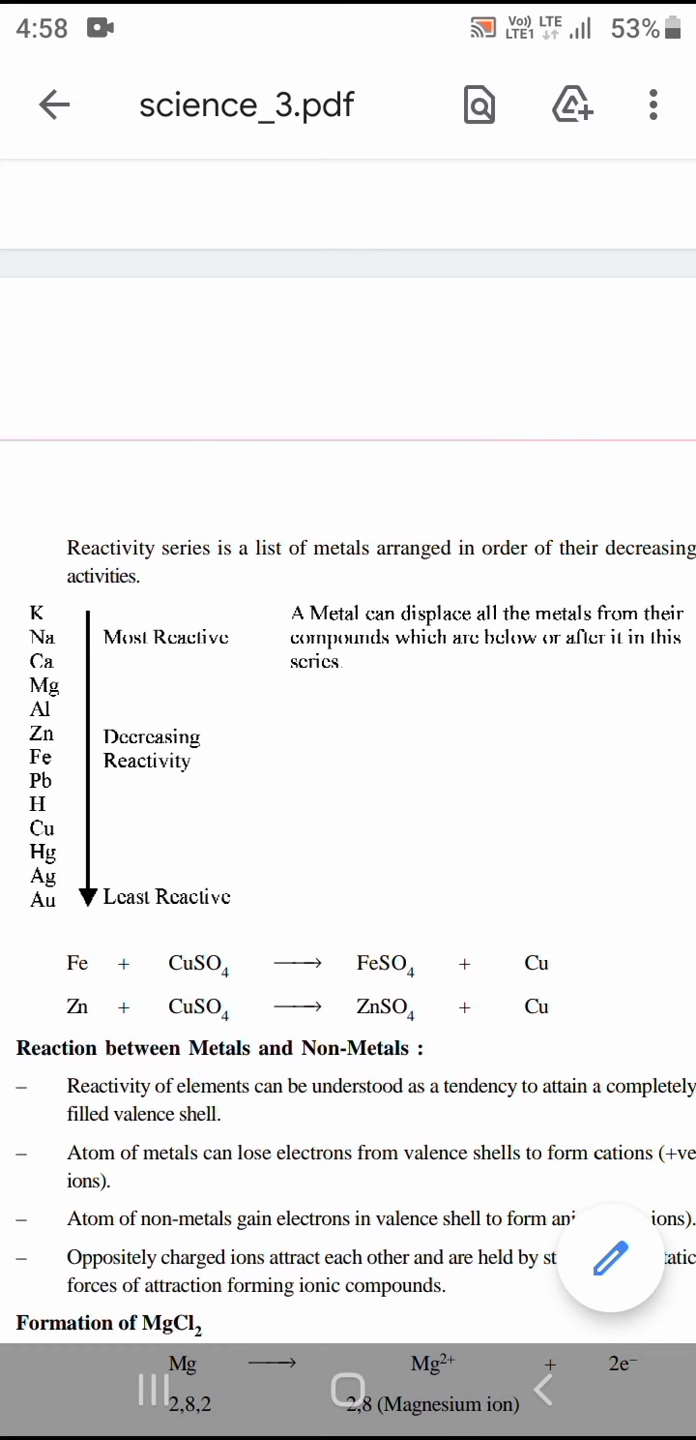 4:58
Vo)) LTE
LTE1
53%
science_3.pdf
Reactivity series is a list of metals arranged in order of their decreasing
activities.
K
Na
Ca
Mg
Al
Zn
Fe
Pb
H
Cu
Hg
Ag
Au
Most Reactive
Decreasing
Reactivity
Least Reactive
A Metal can displace all the metals from their
compounds which are below or after it in this
series.
Fe + CuSO₄ ⟶ FeSO₄ + Cu
Zn + CuSO₄ ⟶ ZnSO₄ + Cu
Reaction between Metals and Non-Metals :
– Reactivity of elements can be understood as a tendency to attain a completely
filled valence shell.
– Atom of metals can lose electrons from valence shells to form cations (+ve
ions).
– Atom of non-metals gain electrons in valence shell to form ions).
– Oppositely charged ions attract each other and are held by
forces of attraction forming ionic compounds.
Formation of MgCl₂
Mg ⟶ Mg²⁺ + 2e⁻
2,8,2 2,8 (Magnesium ion)